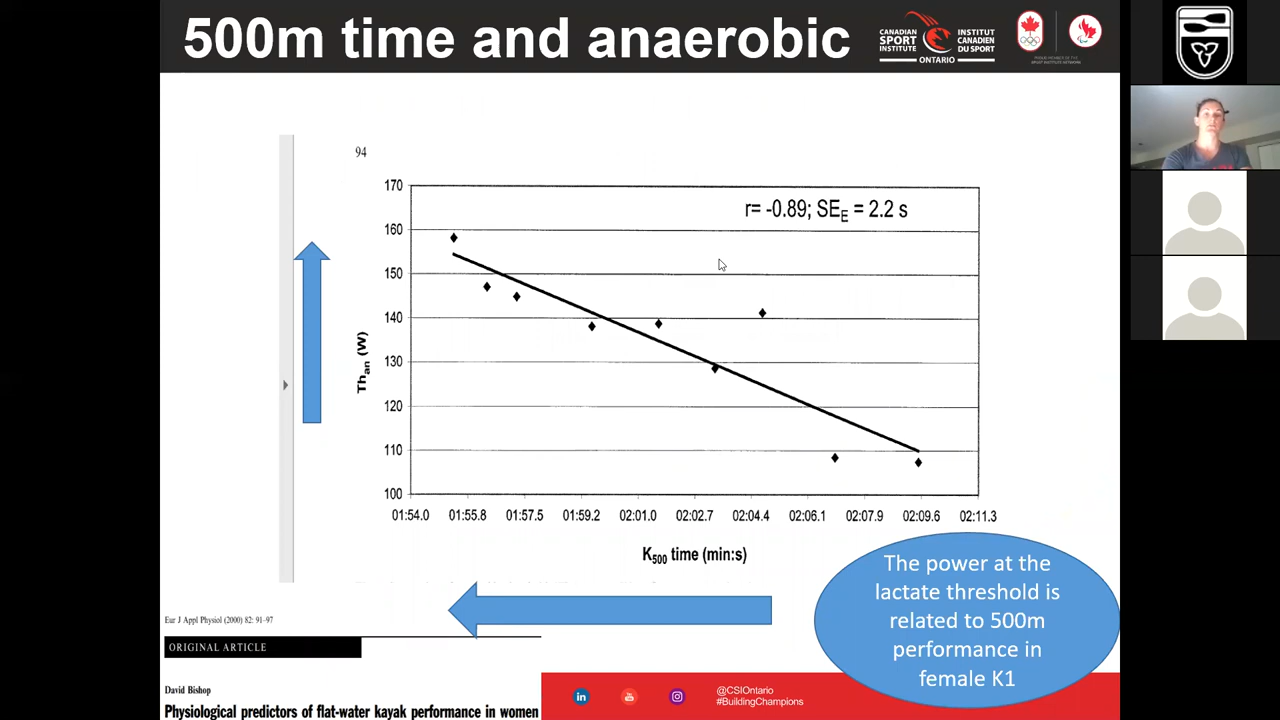 500m time and anaerobic
CANADIAN
SPORT
INSTITUTE
INSTITUT
CANADIEN
DU SPORT
ONTARIO
94
170
160
150
140
130
120
110
100
Th_an (W)
r= -0.89; SE_E = 2.2 s
01:54.0 01:55.8 01:57.5 01:59.2 02:01.0 02:02.7 02:04.4 02:06.1 02:07.9 02:09.6 02:11.3
K_500 time (min:s)
The power at the
lactate threshold is
related to 500m
performance in
female K1
Eur J Appl Physiol (2000) 82: 91–97
ORIGINAL ARTICLE
David Bishop
Physiological predictors of flat-water kayak performance in women
in
@CSIOntario
#BuildingChampions